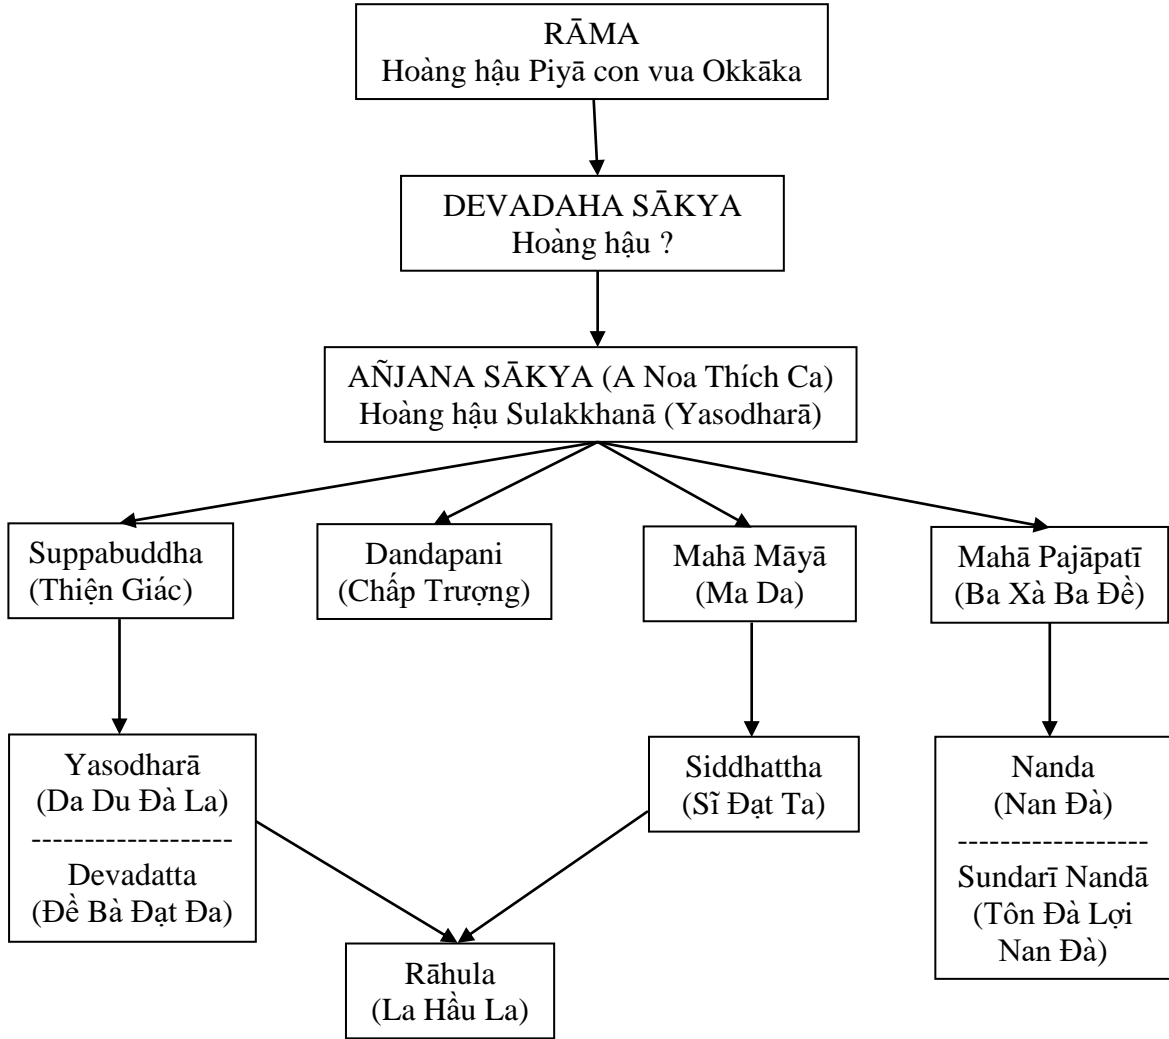 RĀMA
Hoàng hậu Piyā con vua Okkāka
DEVADAHA SĀKYA
Hoàng hậu ?
AÑJANA SĀKYA (A Noa Thích Ca)
Hoàng hậu Sulakkhanā (Yasodharā)
Suppabuddha
(Thiện Giác)
Dandapani
(Chấp Trượng)
Mahā Māyā
(Ma Da)
Mahā Pajāpatī
(Ba Xà Ba Đề)
Yasodharā
(Da Du Đà La)
--------------------
Devadatta
(Đề Bà Đạt Đa)
Siddhattha
(Sĩ Đạt Ta)
Nanda
(Nan Đà)
-------------------
Sundarī Nandā
(Tôn Đà Lợi
Nan Đà)
Rāhula
(La Hầu La)